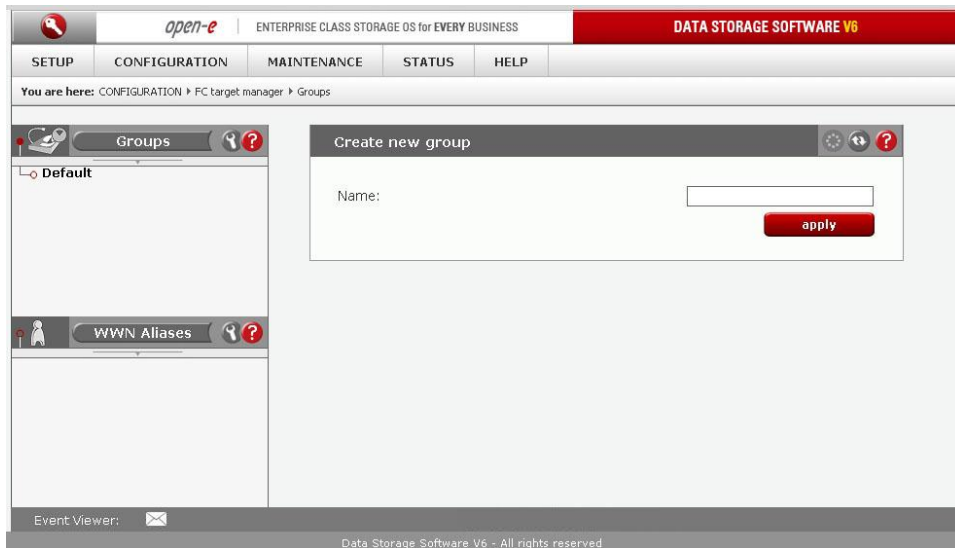 open-e ENTERPRISE CLASS STORAGE OS for EVERY BUSINESS DATA STORAGE SOFTWARE V6
SETUP CONFIGURATION MAINTENANCE STATUS HELP
You are here: CONFIGURATION FC target manager Groups
Groups ?
Create new group ?
Default
Name:
apply
WWN Aliases ?
Event Viewer:
Data Storage Software V6 - All rights reserved